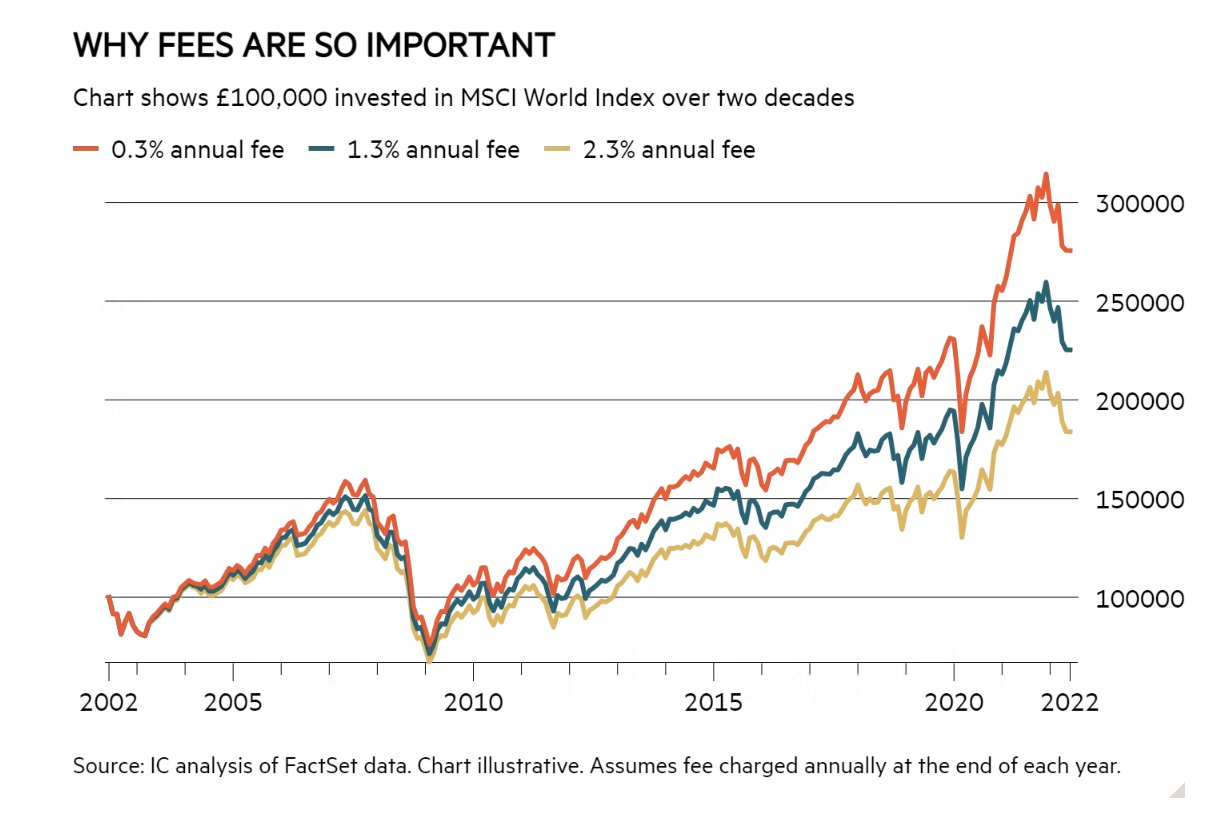 WHY FEES ARE SO IMPORTANT
Chart shows £100,000 invested in MSCI World Index over two decades
0.3% annual fee 1.3% annual fee 2.3% annual fee
300000
250000
200000
150000
100000
2002 2005 2010 2015 2020 2022
Source: IC analysis of FactSet data. Chart illustrative. Assumes fee charged annually at the end of each year.